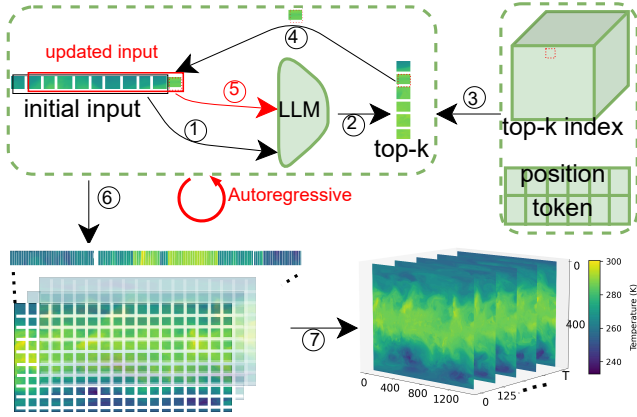 updated input
initial input
1
5
LLM
2
4
top-k
3
top-k index
position
token
6
Autoregressive
7
0
400
T
0
125
0
400
800
1200
300
280
260
240
Temperature (K)